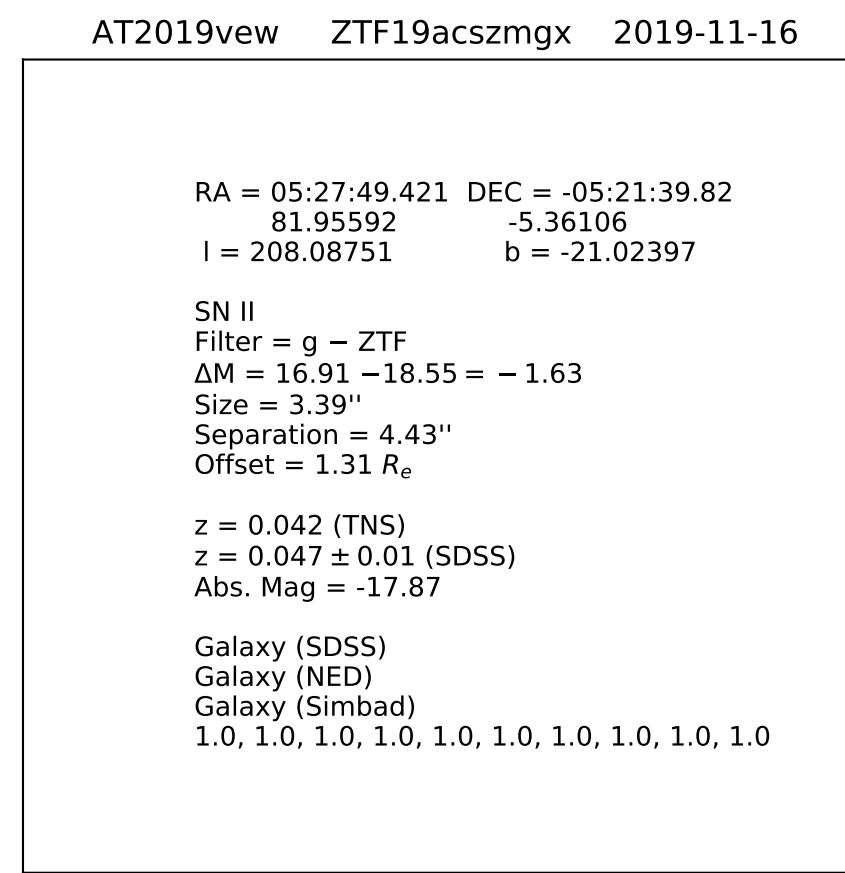 AT2019vew ZTF19acszmgx 2019-11-16
RA = 05:27:49.421 DEC = -05:21:39.82
81.95592 -5.36106
l = 208.08751 b = -21.02397
SN II
Filter = g − ZTF
ΔM = 16.91 −18.55 = −1.63
Size = 3.39''
Separation = 4.43''
Offset = 1.31 Rₑ
z = 0.042 (TNS)
z = 0.047 ± 0.01 (SDSS)
Abs. Mag = -17.87
Galaxy (SDSS)
Galaxy (NED)
Galaxy (Simbad)
1.0, 1.0, 1.0, 1.0, 1.0, 1.0, 1.0, 1.0, 1.0, 1.0